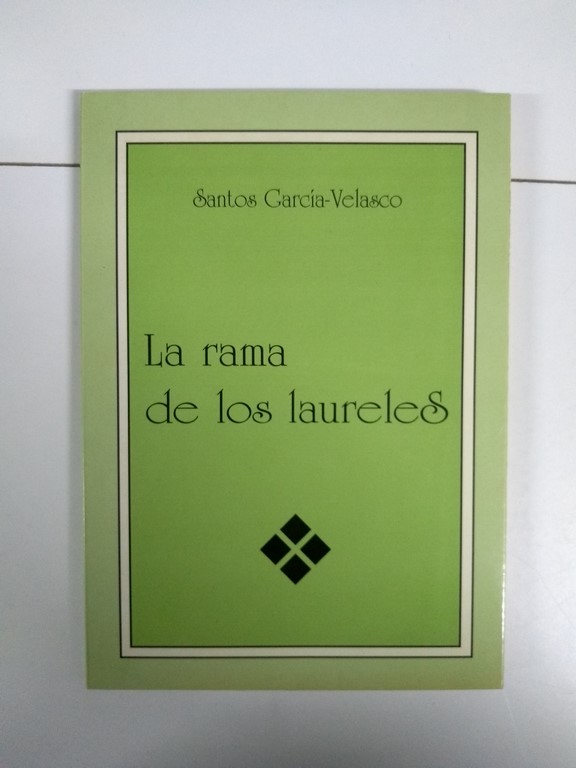 Santos García-Velasco
La rama
de los laureleS